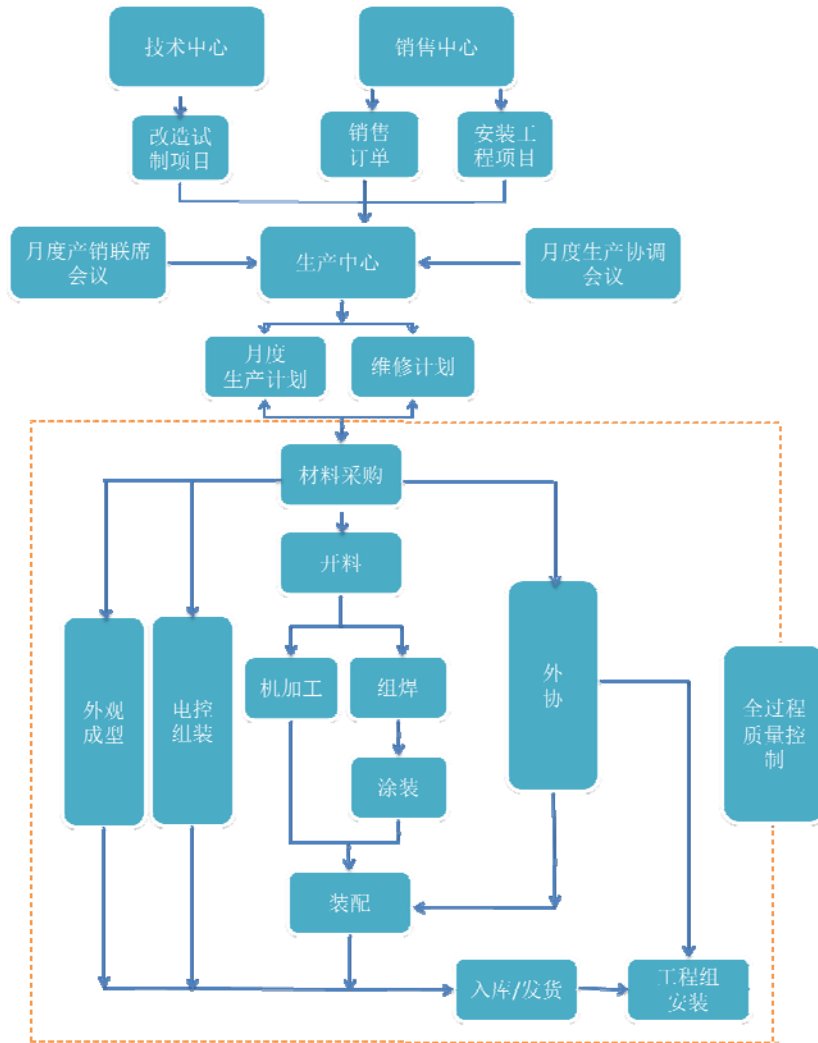 技术中心
销售中心
改造试
制项目
销售
订单
安装工
程项目
月度产销联席
会议
生产中心
月度生产协调
会议
月度
生产计划
维修计划
材料采购
开料
外观
成型
电控
组装
机加工
组焊
外
协
全过程
质量控
制
涂装
装配
入库/发货
工程组
安装